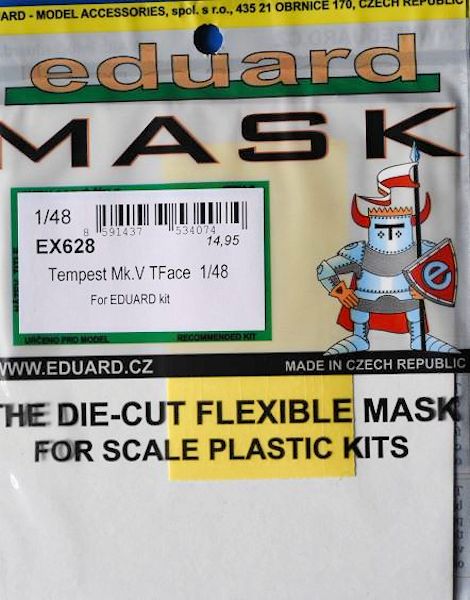 ARD - MODEL ACCESSORIES, spol. s r.o., 435 21 OBRNICE 170, CZECH REPUBLIC
eduard
MASK
1/48
8 591437 534074
EX628
14,95
Tempest Mk.V TFace 1/48
For EDUARD kit
URČENO PRO MODEL
RECOMMENDED KIT
e
WWW.EDUARD.CZ
MADE IN CZECH REPUBLIC
THE DIE-CUT FLEXIBLE MASK
FOR SCALE PLASTIC KITS